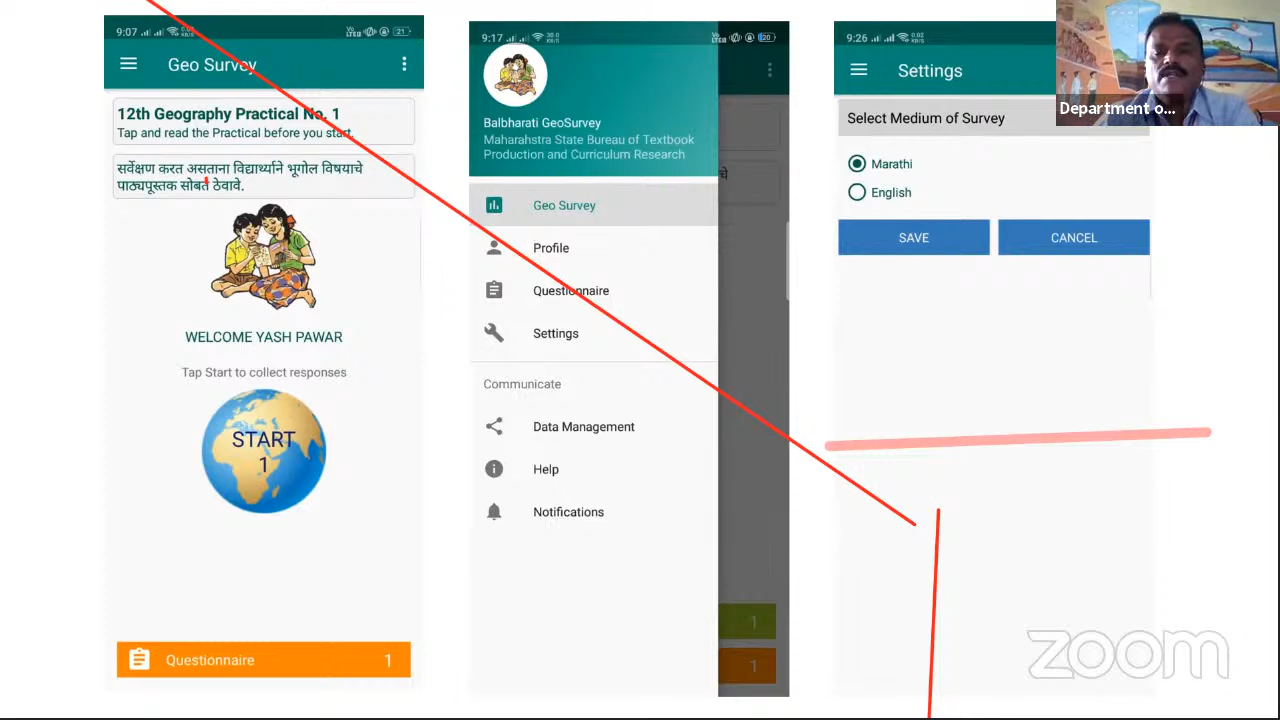 9:07
21
Geo Survey
12th Geography Practical No. 1
Tap and read the Practical before you start.
सर्वेक्षण करत असताना विद्यार्थ्याने भूगोल विषयाचे
पाठ्यपूस्तक सोबत ठेवावे.
WELCOME YASH PAWAR
Tap Start to collect responses
START
1
Questionnaire 1
9:17
20
Balbharati GeoSurvey
Maharahstra State Bureau of Textbook
Production and Curriculum Research
Geo Survey
Profile
Questionnaire
Settings
Communicate
Data Management
Help
Notifications
चे
1
1
9:26
Settings
Select Medium of Survey
Marathi
English
SAVE CANCEL
Department o...
zoom